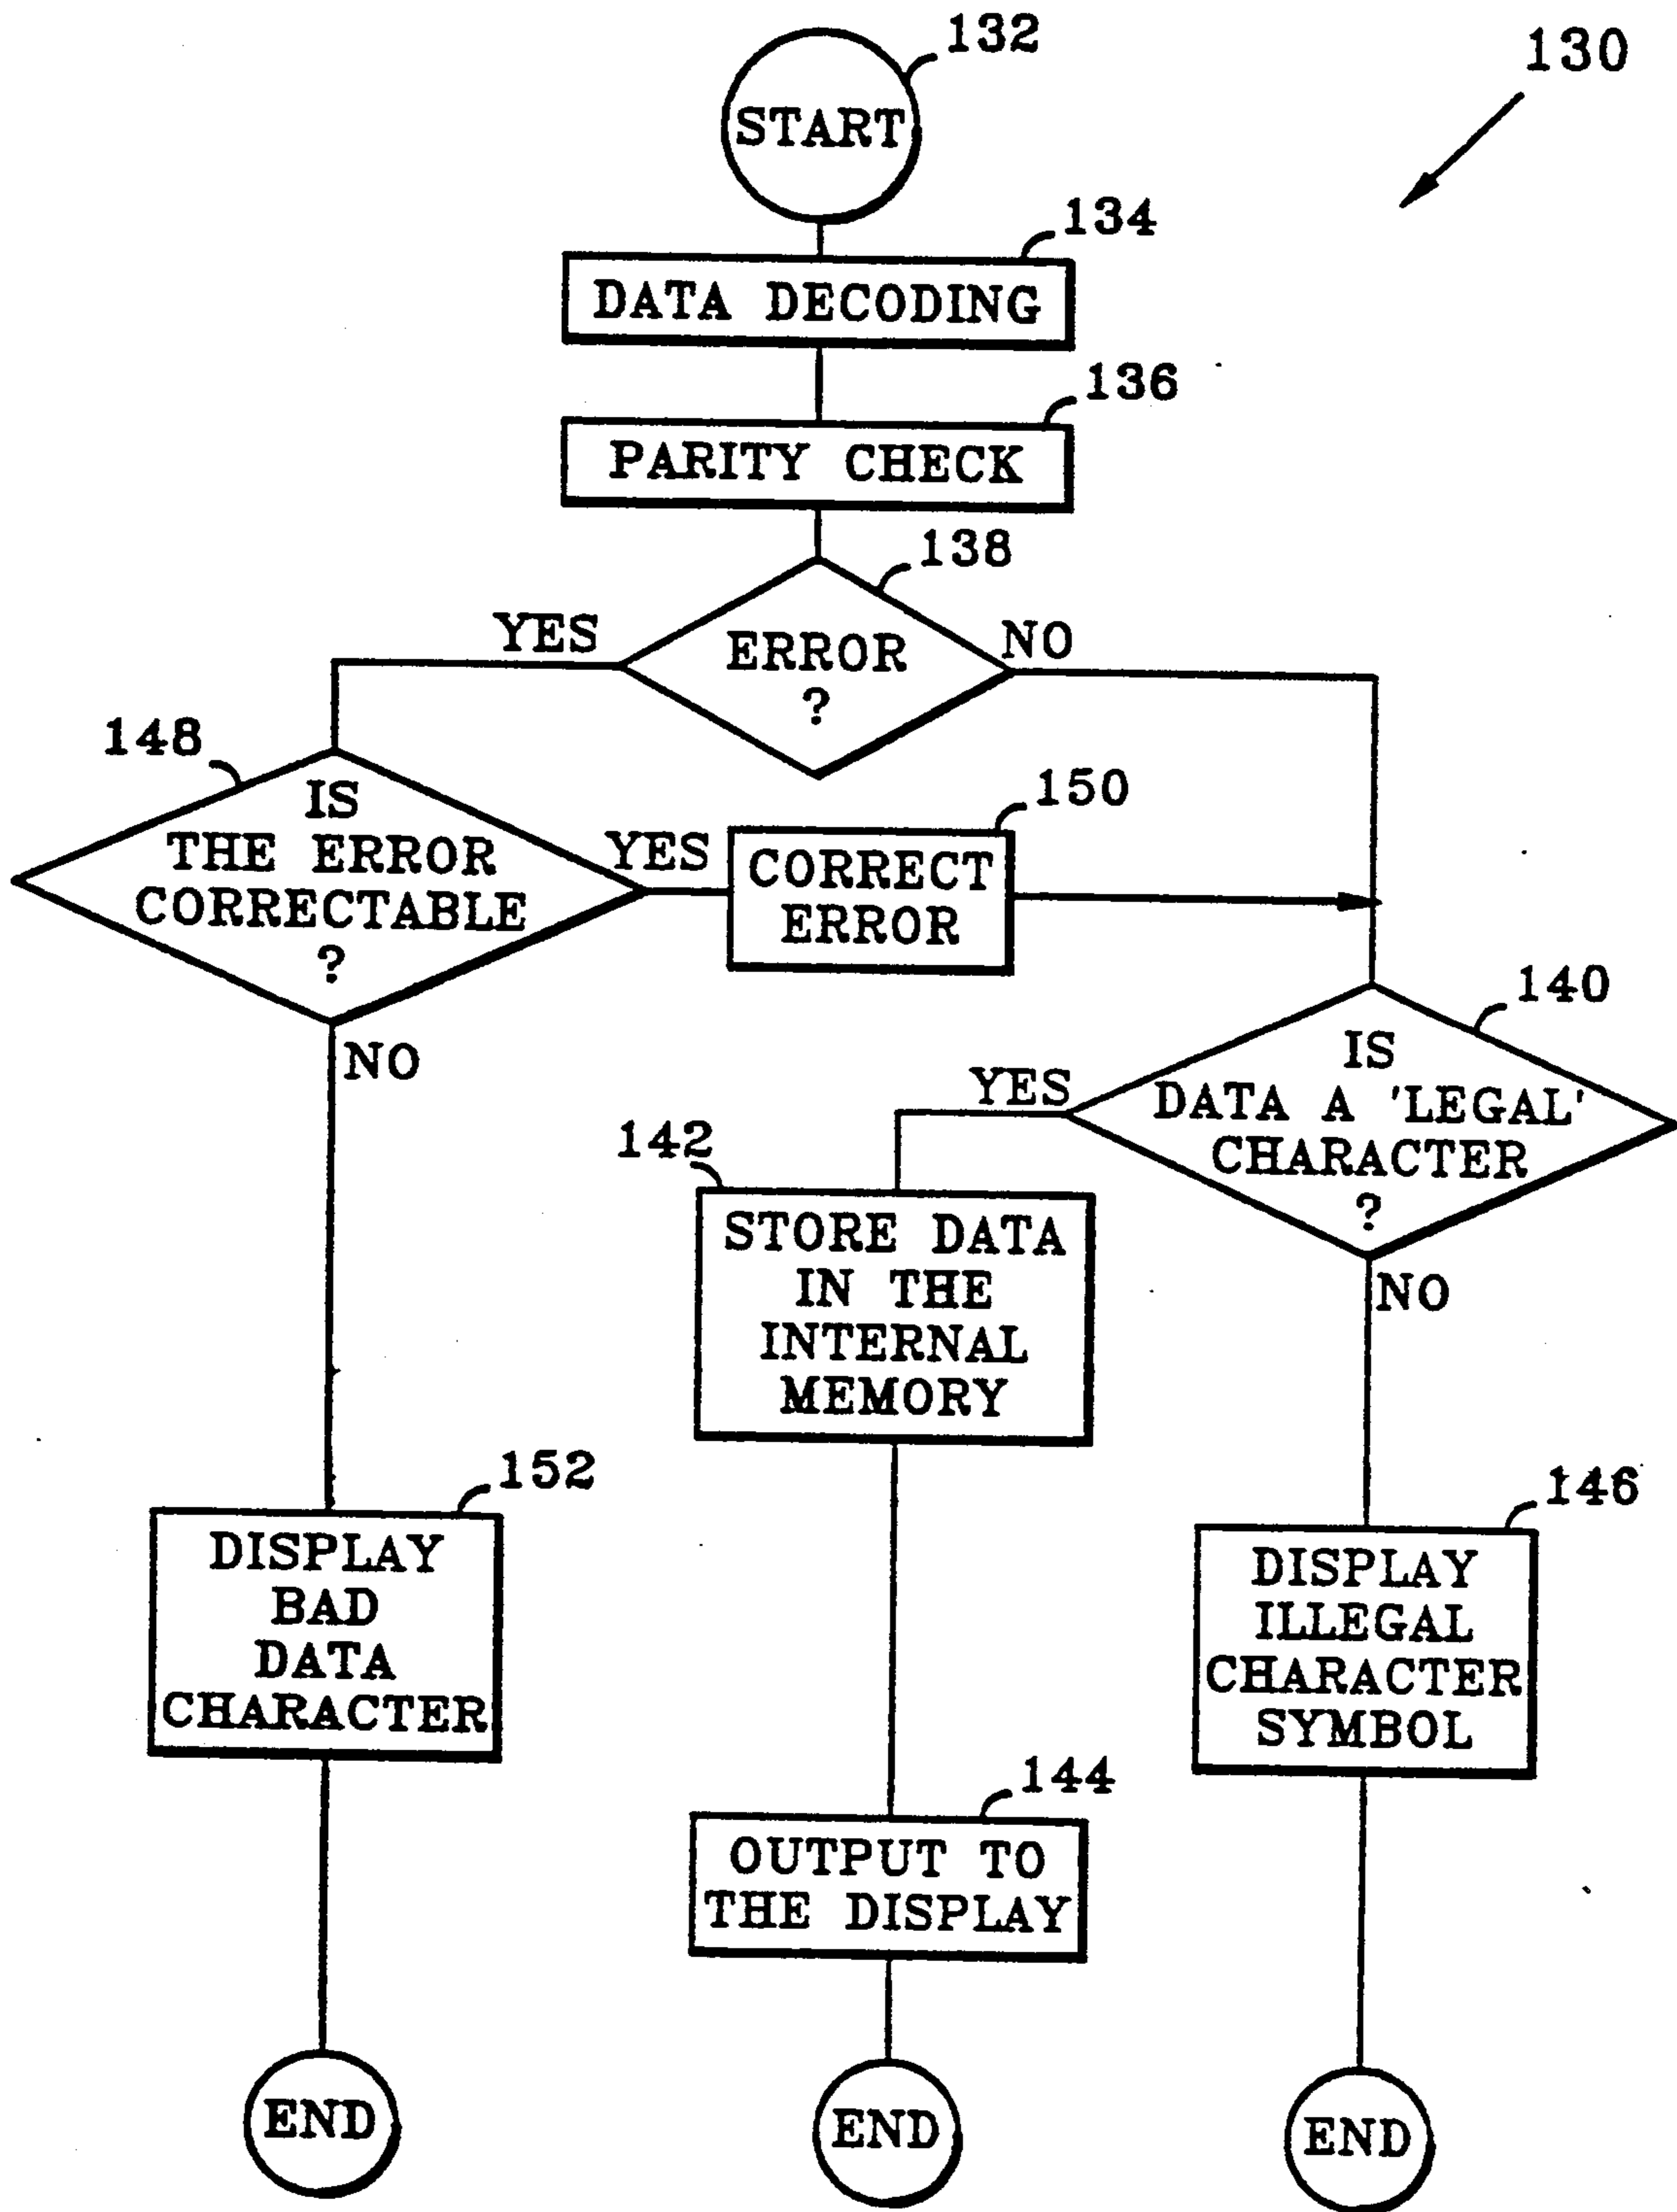 132
130
START
134
DATA DECODING
136
PARITY CHECK
138
YES
NO
ERROR
?
148
IS
THE ERROR
CORRECTABLE
?
YES
150
CORRECT
ERROR
NO
140
IS
DATA A 'LEGAL'
CHARACTER
?
YES
NO
142
STORE DATA
IN THE
INTERNAL
MEMORY
152
DISPLAY
BAD
DATA
CHARACTER
146
DISPLAY
ILLEGAL
CHARACTER
SYMBOL
144
OUTPUT TO
THE DISPLAY
END
END
END